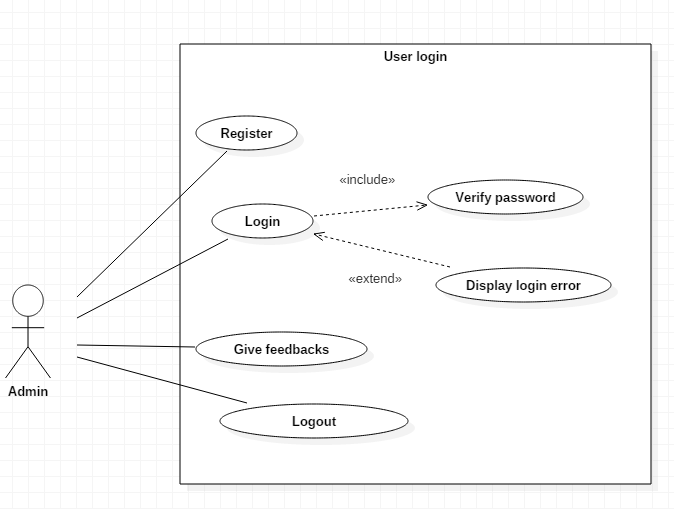 User login
Register
«include»
Verify password
Login
«extend»
Display login error
Give feedbacks
Admin
Logout